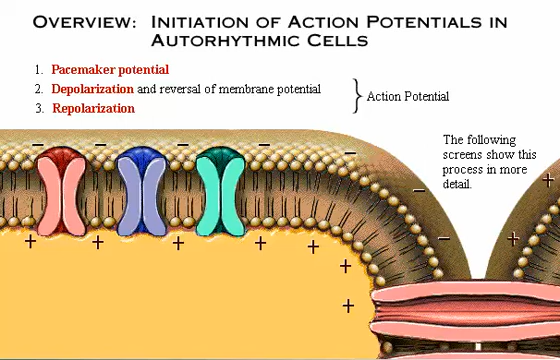 OVERVIEW: INITIATION OF ACTION POTENTIALS IN
AUTORHYTHMIC CELLS
1. Pacemaker potential
2. Depolarization and reversal of membrane potential
3. Repolarization
Action Potential
The following
screens show this
process in more
detail.
− − − − − −
+ + + + + + +
+ +